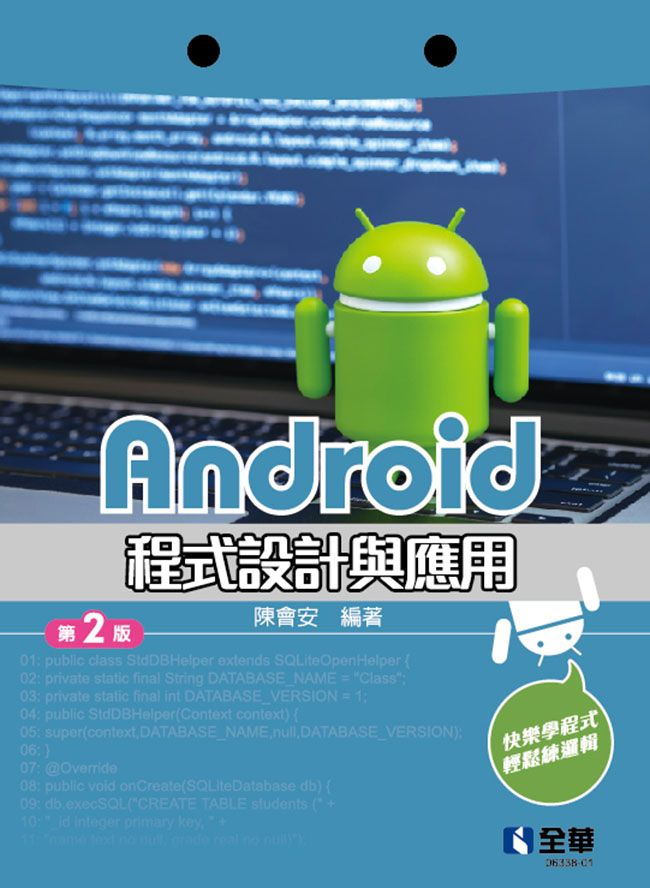 Android
程式設計與應用
陳會安 編著
第2版
01: public class StdDBHelper extends SQLiteOpenHelper {
02: private static final String DATABASE_NAME = "Class";
03: private static final int DATABASE_VERSION = 1;
04: public StdDBHelper(Context context) {
05: super(context,DATABASE_NAME,null,DATABASE_VERSION);
06: }
07: @Override
08: public void onCreate(SQLiteDatabase db) {
09: db.execSQL("CREATE TABLE students (" +
10: "_id integer primary key, " +
11: "name text no null, grade real no null)");
快樂學程式
輕鬆練邏輯
全華
06338-01